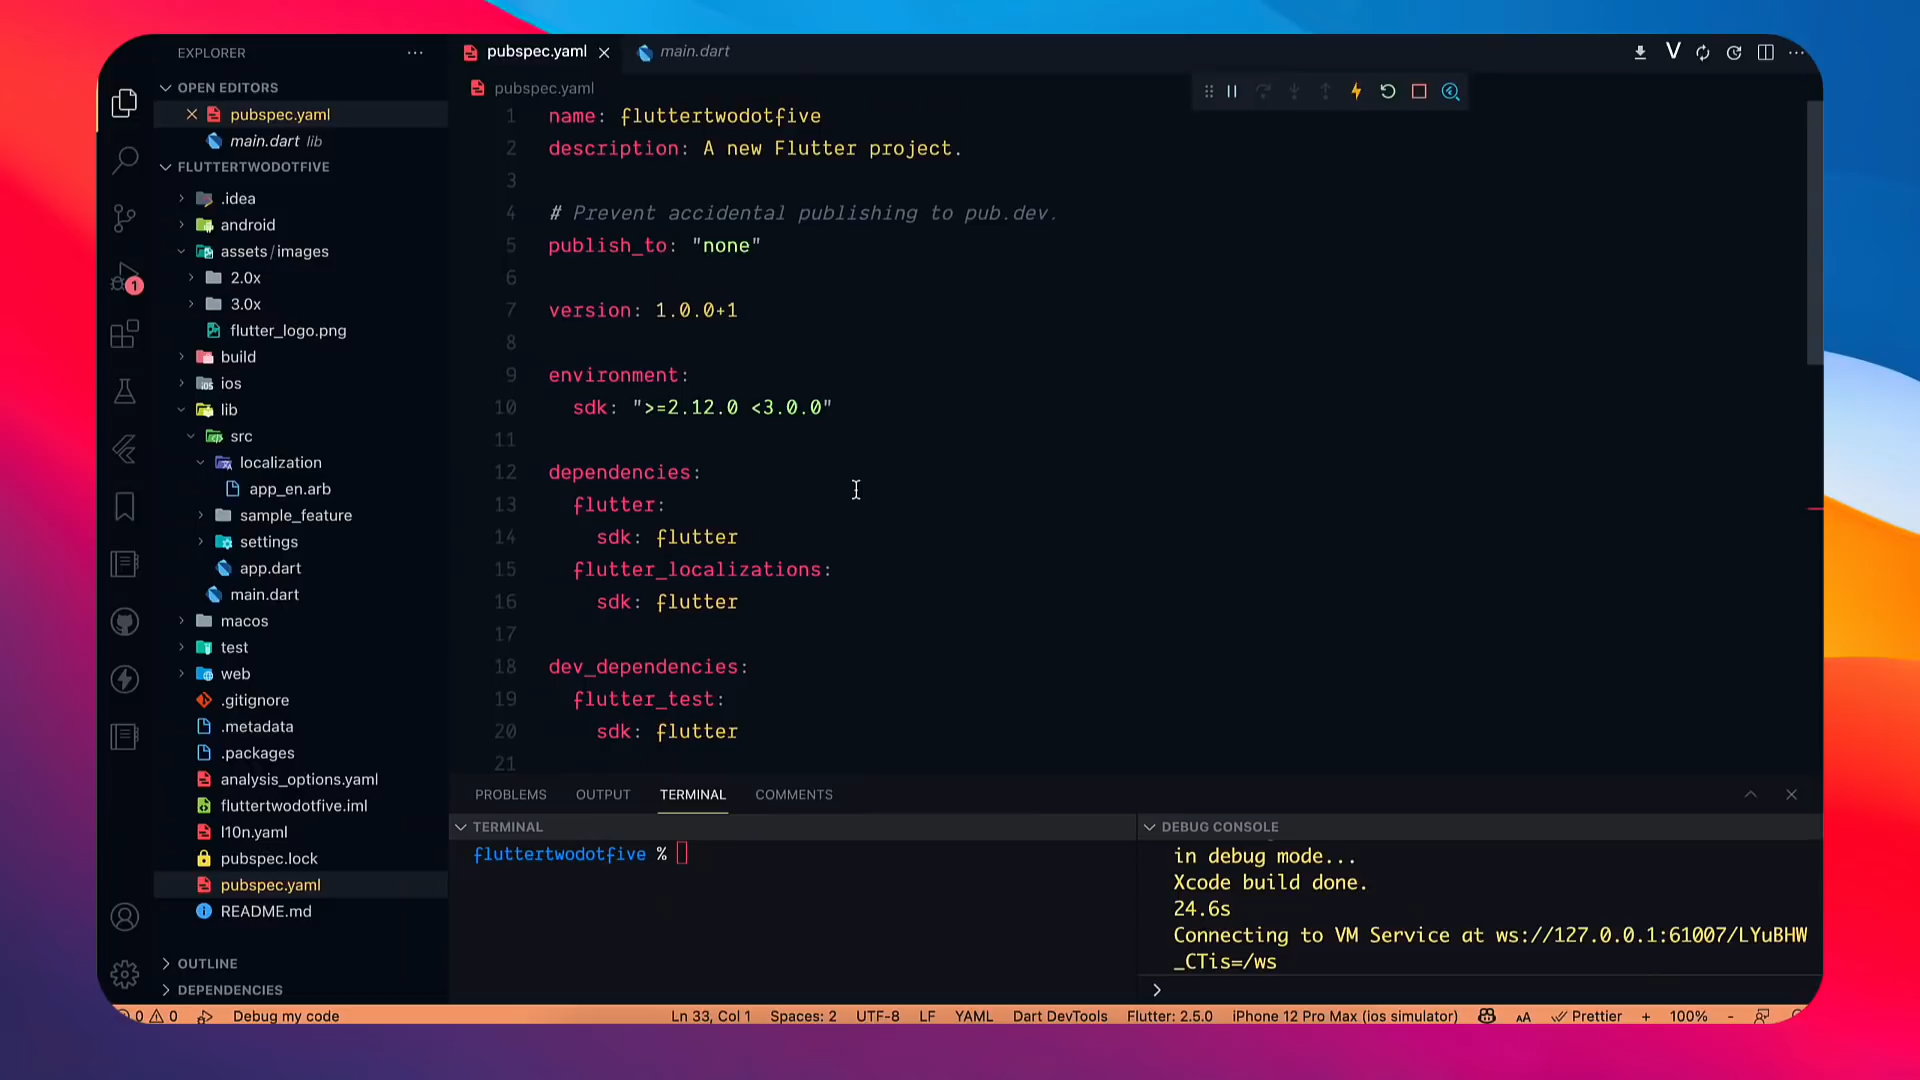 EXPLORER
OPEN EDITORS
pubspec.yaml
main.dart lib
FLUTTERTWODOTFIVE
.idea
android
assets/images
2.0x
3.0x
flutter_logo.png
build
ios
lib
src
localization
app_en.arb
sample_feature
settings
app.dart
main.dart
macos
test
web
.gitignore
.metadata
.packages
analysis_options.yaml
fluttertwodotfive.iml
l10n.yaml
pubspec.lock
pubspec.yaml
README.md
OUTLINE
DEPENDENCIES
1
pubspec.yaml
main.dart
V
pubspec.yaml
1 name: fluttertwodotfive
2 description: A new Flutter project.
3
4 # Prevent accidental publishing to pub.dev.
5 publish_to: "none"
6
7 version: 1.0.0+1
8
9 environment:
10 sdk: ">=2.12.0 <3.0.0"
11
12 dependencies:
13 flutter:
14 sdk: flutter
15 flutter_localizations:
16 sdk: flutter
17
18 dev_dependencies:
19 flutter_test:
20 sdk: flutter
21
PROBLEMS OUTPUT TERMINAL COMMENTS
TERMINAL
fluttertwodotfive %
DEBUG CONSOLE
in debug mode...
Xcode build done.
24.6s
Connecting to VM Service at ws://127.0.0.1:61007/LYuBHW
_CTis=/ws
>
0 0 Debug my code Ln 33, Col 1 Spaces: 2 UTF-8 LF YAML Dart DevTools Flutter: 2.5.0 iPhone 12 Pro Max (ios simulator) AA Prettier + 100% -